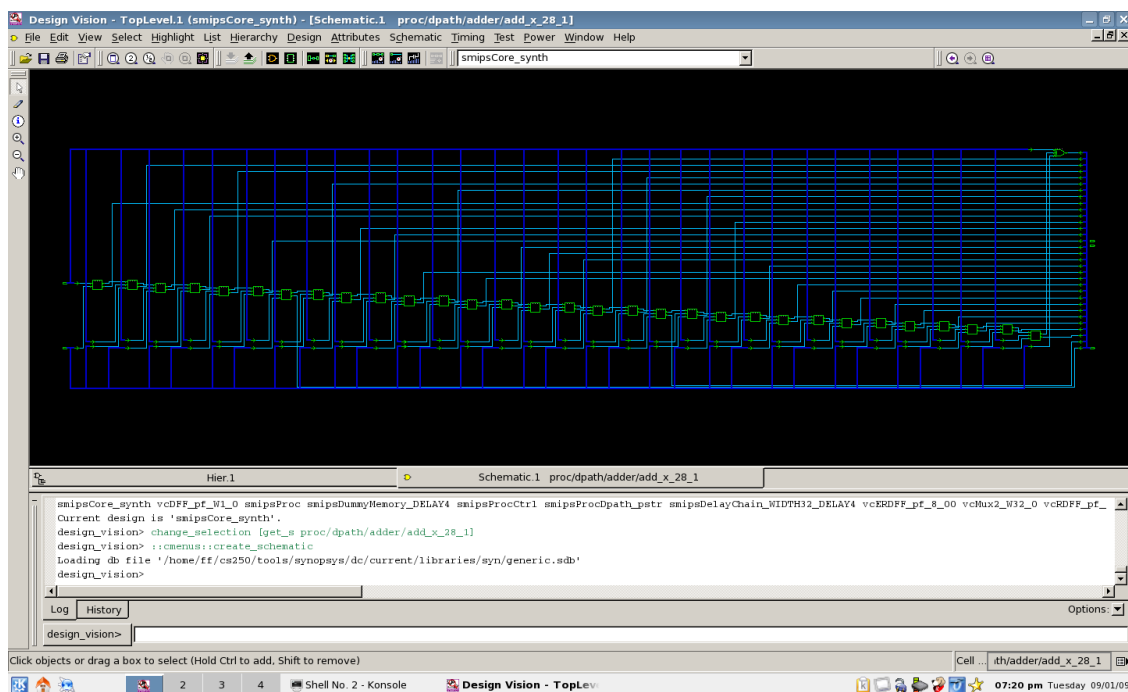 Design Vision - TopLevel.1 (smipsCore_synth) - [Schematic.1 proc/dpath/adder/add_x_28_1]
File Edit View Select Highlight List Hierarchy Design Attributes Schematic Timing Test Power Window Help
smipsCore_synth
Hier.1
Schematic.1 proc/dpath/adder/add_x_28_1
smipsCore_synth vcDFF_pf_W1_0 smipsProc smipsDummyMemory_DELAY4 smipsProcCtrl smipsProcDpath_pstr smipsDelayChain_WIDTH32_DELAY4 vcERDFF_pf_8_00 vcMux2_W32_0 vcRDFF_pf_
Current design is 'smipsCore_synth'.
design_vision> change_selection [get_s proc/dpath/adder/add_x_28_1]
design_vision> ::cmenus::create_schematic
Loading db file '/home/ff/cs250/tools/synopsys/dc/current/libraries/syn/generic.sdb'
design_vision>
Log History Options:
design_vision>
Click objects or drag a box to select (Hold Ctrl to add, Shift to remove) Cell ... ith/adder/add_x_28_1
2 3 4 Shell No. 2 - Konsole Design Vision - TopLev 07:20 pm Tuesday 09/01/09